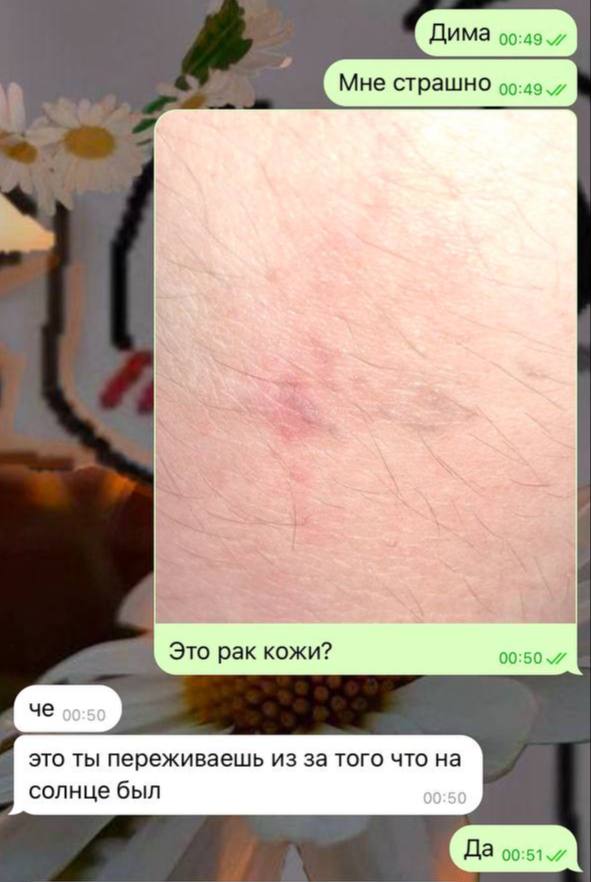 Дима 00:49
Мне страшно 00:49
Это рак кожи? 00:50
че 00:50
это ты переживаешь из за того что на
солнце был 00:50
Да 00:51